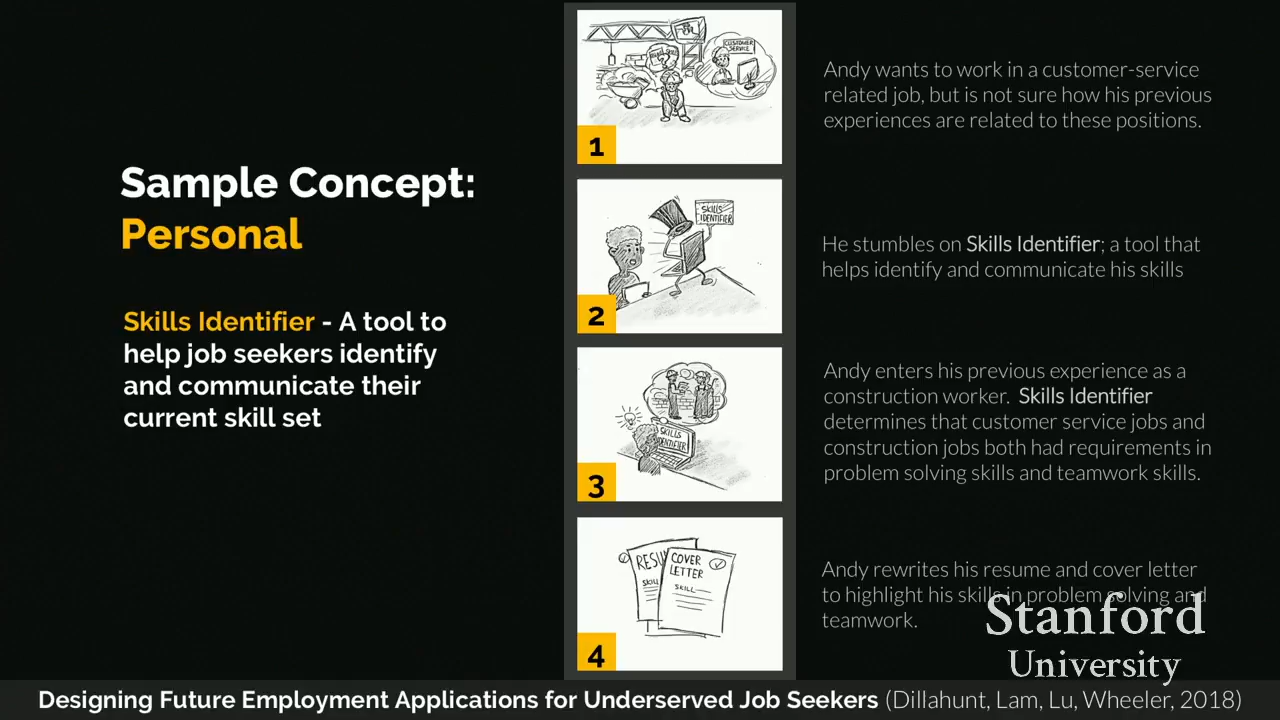 Sample Concept:
Personal
Skills Identifier - A tool to
help job seekers identify
and communicate their
current skill set
CUSTOMER
SERVICE
1
Andy wants to work in a customer-service
related job, but is not sure how his previous
experiences are related to these positions.
SKILLS
IDENTIFIER
2
He stumbles on Skills Identifier; a tool that
helps identify and communicate his skills
SKILLS
IDENTIFIER
3
Andy enters his previous experience as a
construction worker. Skills Identifier
determines that customer service jobs and
construction jobs both had requirements in
problem solving skills and teamwork skills.
RESU
SKILL
COVER
LETTER
SKILL
4
Andy rewrites his resume and cover letter
to highlight his skills in problem solving and
teamwork.
Stanford
University
Designing Future Employment Applications for Underserved Job Seekers (Dillahunt, Lam, Lu, Wheeler, 2018)